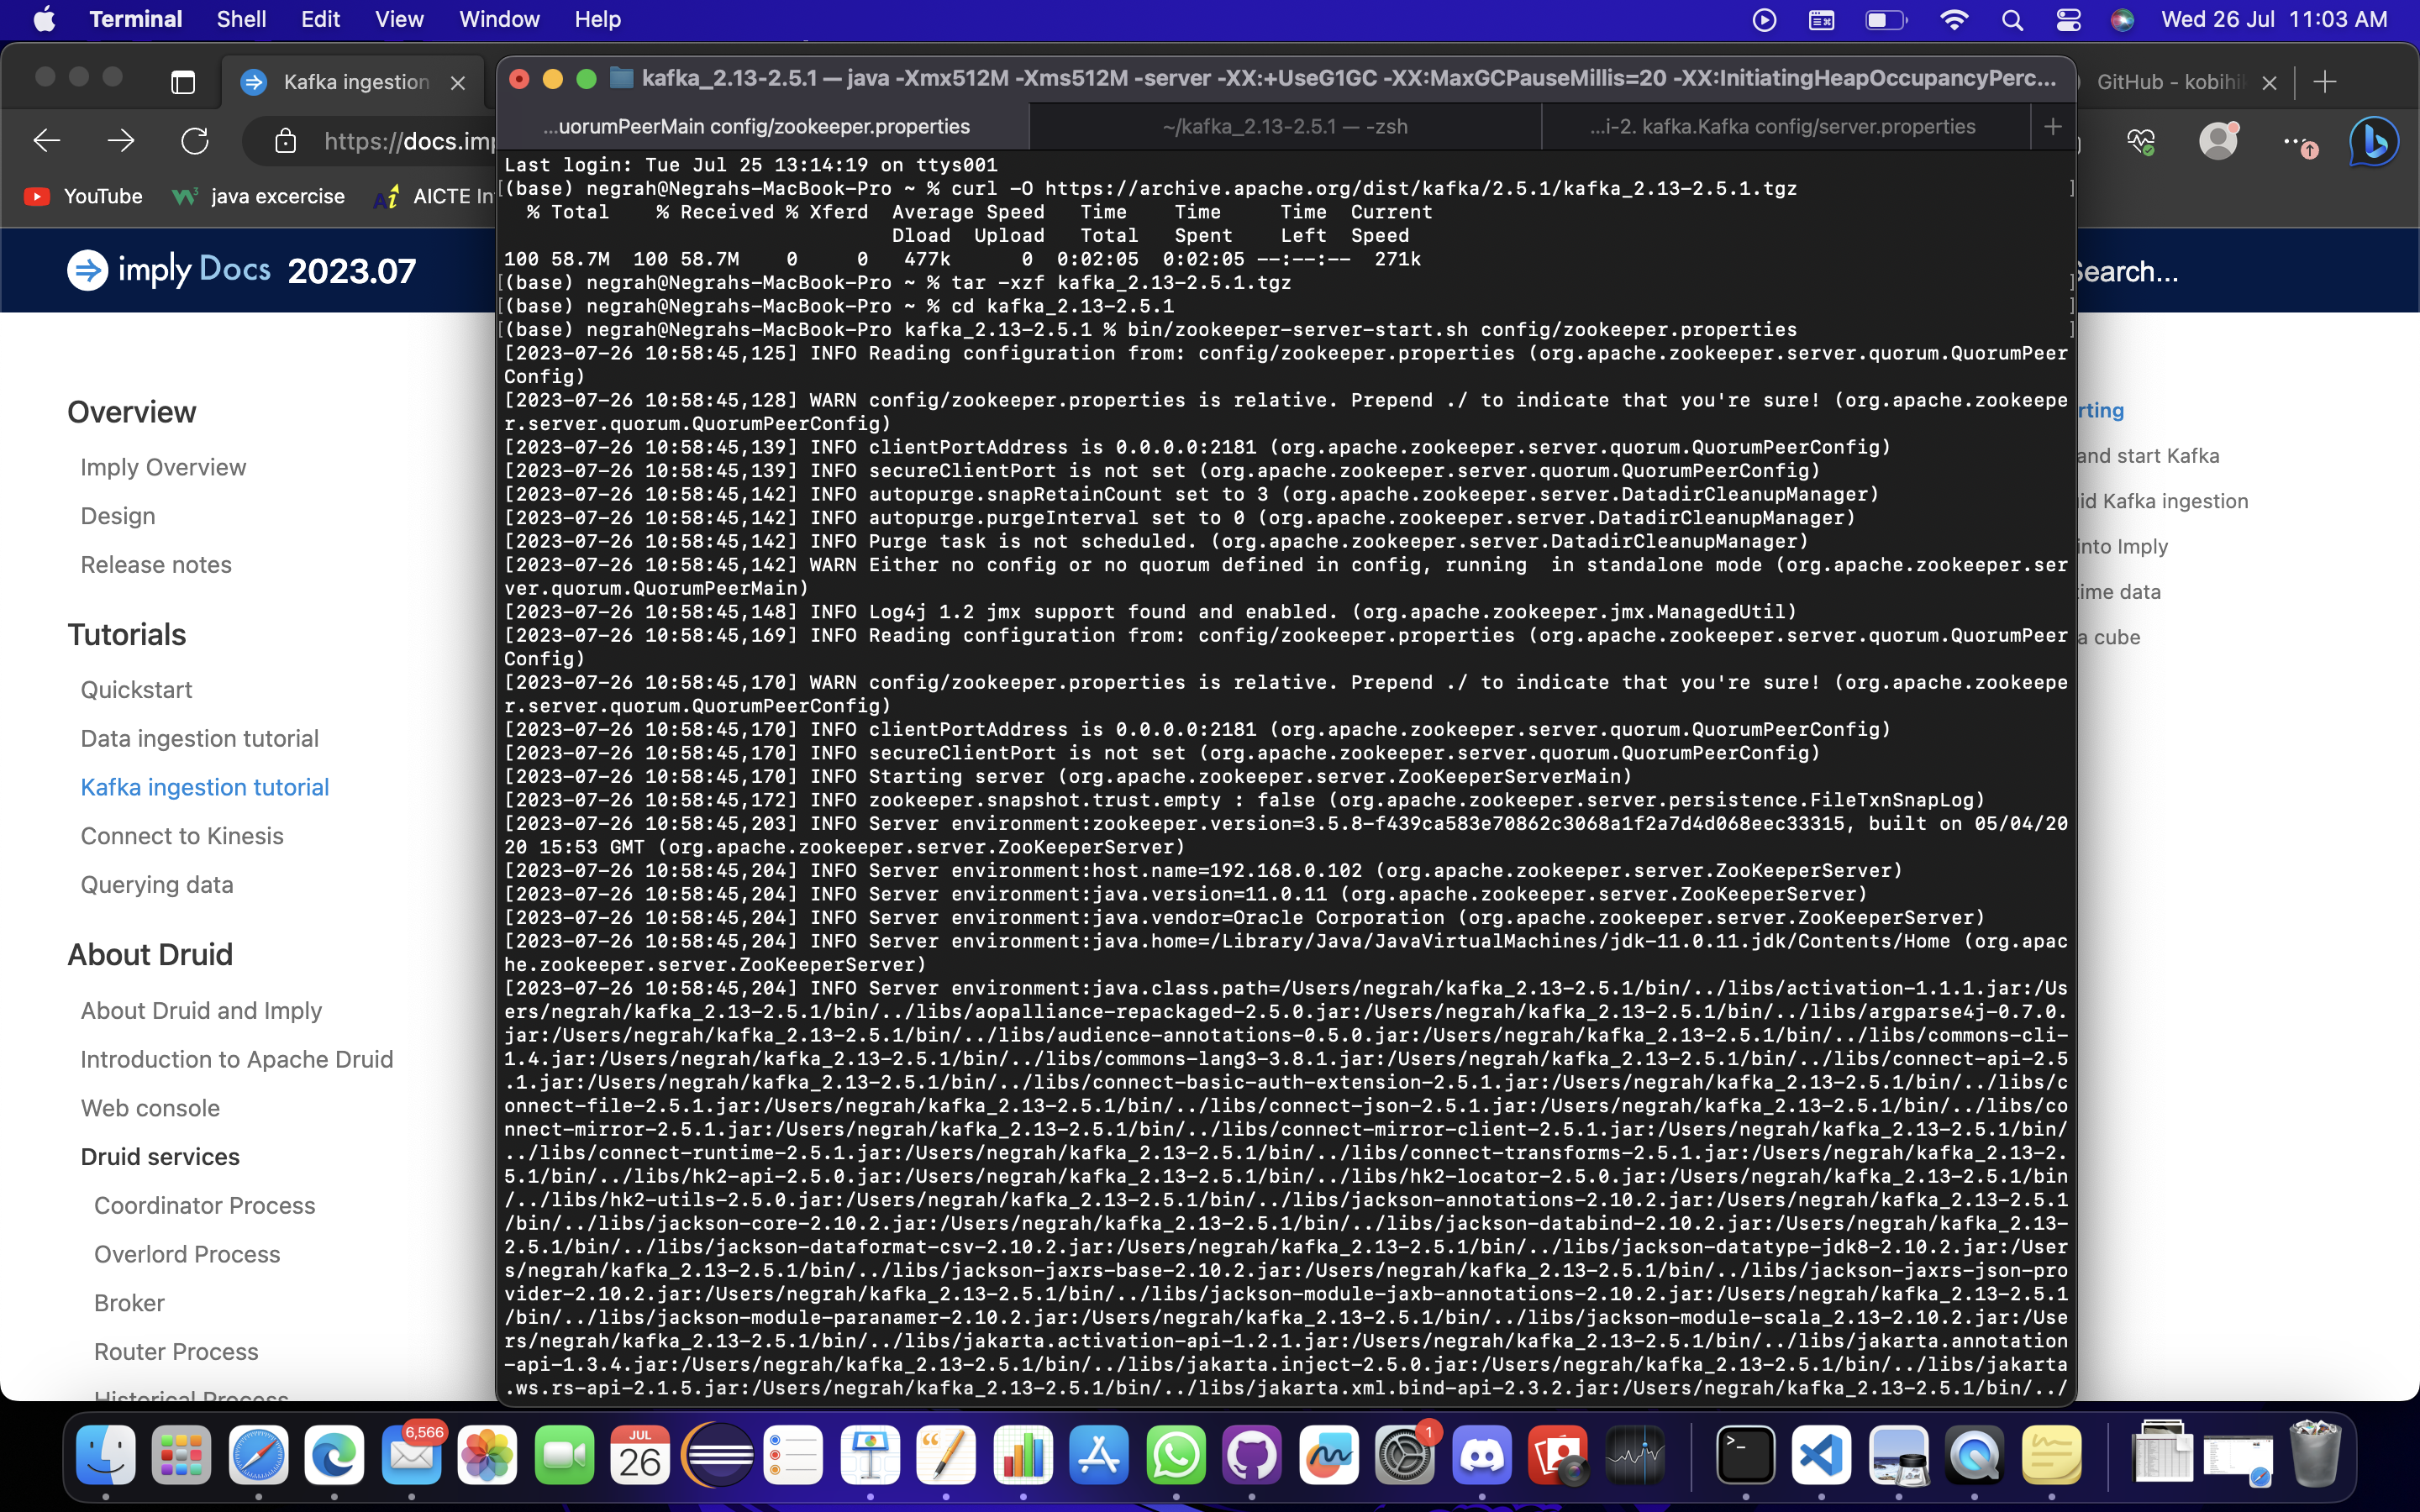 Terminal Shell Edit View Window Help
Wed 26 Jul 11:03 AM
Kafka ingestion
kafka_2.13-2.5.1 — java -Xmx512M -Xms512M -server -XX:+UseG1GC -XX:MaxGCPauseMillis=20 -XX:InitiatingHeapOccupancyPerc...
GitHub - kobihi
https://docs.imp
...uorumPeerMain config/zookeeper.properties
~/kafka_2.13-2.5.1 — -zsh
...i-2. kafka.Kafka config/server.properties
YouTube
java excercise
AICTE In
imply Docs 2023.07
Search...
Overview
Imply Overview
Design
Release notes
Tutorials
Quickstart
Data ingestion tutorial
Kafka ingestion tutorial
Connect to Kinesis
Querying data
About Druid
About Druid and Imply
Introduction to Apache Druid
Web console
Druid services
Coordinator Process
Overlord Process
Broker
Router Process
Historical Process
Last login: Tue Jul 25 13:14:19 on ttys001
[(base) negrah@Negrahs-MacBook-Pro ~ % curl -O https://archive.apache.org/dist/kafka/2.5.1/kafka_2.13-2.5.1.tgz ]
% Total % Received % Xferd Average Speed Time Time Time Current
Dload Upload Total Spent Left Speed
100 58.7M 100 58.7M 0 0 477k 0 0:02:05 0:02:05 --:--:-- 271k
[(base) negrah@Negrahs-MacBook-Pro ~ % tar -xzf kafka_2.13-2.5.1.tgz ]
[(base) negrah@Negrahs-MacBook-Pro ~ % cd kafka_2.13-2.5.1 ]
[(base) negrah@Negrahs-MacBook-Pro kafka_2.13-2.5.1 % bin/zookeeper-server-start.sh config/zookeeper.properties ]
[2023-07-26 10:58:45,125] INFO Reading configuration from: config/zookeeper.properties (org.apache.zookeeper.server.quorum.QuorumPeer
Config)
[2023-07-26 10:58:45,128] WARN config/zookeeper.properties is relative. Prepend ./ to indicate that you're sure! (org.apache.zookeepe
r.server.quorum.QuorumPeerConfig)
[2023-07-26 10:58:45,139] INFO clientPortAddress is 0.0.0.0:2181 (org.apache.zookeeper.server.quorum.QuorumPeerConfig)
[2023-07-26 10:58:45,139] INFO secureClientPort is not set (org.apache.zookeeper.server.quorum.QuorumPeerConfig)
[2023-07-26 10:58:45,142] INFO autopurge.snapRetainCount set to 3 (org.apache.zookeeper.server.DatadirCleanupManager)
[2023-07-26 10:58:45,142] INFO autopurge.purgeInterval set to 0 (org.apache.zookeeper.server.DatadirCleanupManager)
[2023-07-26 10:58:45,142] INFO Purge task is not scheduled. (org.apache.zookeeper.server.DatadirCleanupManager)
[2023-07-26 10:58:45,142] WARN Either no config or no quorum defined in config, running  in standalone mode (org.apache.zookeeper.ser
ver.quorum.QuorumPeerMain)
[2023-07-26 10:58:45,148] INFO Log4j 1.2 jmx support found and enabled. (org.apache.zookeeper.jmx.ManagedUtil)
[2023-07-26 10:58:45,169] INFO Reading configuration from: config/zookeeper.properties (org.apache.zookeeper.server.quorum.QuorumPeer
Config)
[2023-07-26 10:58:45,170] WARN config/zookeeper.properties is relative. Prepend ./ to indicate that you're sure! (org.apache.zookeepe
r.server.quorum.QuorumPeerConfig)
[2023-07-26 10:58:45,170] INFO clientPortAddress is 0.0.0.0:2181 (org.apache.zookeeper.server.quorum.QuorumPeerConfig)
[2023-07-26 10:58:45,170] INFO secureClientPort is not set (org.apache.zookeeper.server.quorum.QuorumPeerConfig)
[2023-07-26 10:58:45,170] INFO Starting server (org.apache.zookeeper.server.ZooKeeperServerMain)
[2023-07-26 10:58:45,172] INFO zookeeper.snapshot.trust.empty : false (org.apache.zookeeper.server.persistence.FileTxnSnapLog)
[2023-07-26 10:58:45,203] INFO Server environment:zookeeper.version=3.5.8-f439ca583e70862c3068a1f2a7d4d068eec33315, built on 05/04/20
20 15:53 GMT (org.apache.zookeeper.server.ZooKeeperServer)
[2023-07-26 10:58:45,204] INFO Server environment:host.name=192.168.0.102 (org.apache.zookeeper.server.ZooKeeperServer)
[2023-07-26 10:58:45,204] INFO Server environment:java.version=11.0.11 (org.apache.zookeeper.server.ZooKeeperServer)
[2023-07-26 10:58:45,204] INFO Server environment:java.vendor=Oracle Corporation (org.apache.zookeeper.server.ZooKeeperServer)
[2023-07-26 10:58:45,204] INFO Server environment:java.home=/Library/Java/JavaVirtualMachines/jdk-11.0.11.jdk/Contents/Home (org.apac
he.zookeeper.server.ZooKeeperServer)
[2023-07-26 10:58:45,204] INFO Server environment:java.class.path=/Users/negrah/kafka_2.13-2.5.1/bin/../libs/activation-1.1.1.jar:/Us
ers/negrah/kafka_2.13-2.5.1/bin/../libs/aopalliance-repackaged-2.5.0.jar:/Users/negrah/kafka_2.13-2.5.1/bin/../libs/argparse4j-0.7.0.
jar:/Users/negrah/kafka_2.13-2.5.1/bin/../libs/audience-annotations-0.5.0.jar:/Users/negrah/kafka_2.13-2.5.1/bin/../libs/commons-cli-
1.4.jar:/Users/negrah/kafka_2.13-2.5.1/bin/../libs/commons-lang3-3.8.1.jar:/Users/negrah/kafka_2.13-2.5.1/bin/../libs/connect-api-2.5
.1.jar:/Users/negrah/kafka_2.13-2.5.1/bin/../libs/connect-basic-auth-extension-2.5.1.jar:/Users/negrah/kafka_2.13-2.5.1/bin/../libs/c
onnect-file-2.5.1.jar:/Users/negrah/kafka_2.13-2.5.1/bin/../libs/connect-json-2.5.1.jar:/Users/negrah/kafka_2.13-2.5.1/bin/../libs/co
nnect-mirror-2.5.1.jar:/Users/negrah/kafka_2.13-2.5.1/bin/../libs/connect-mirror-client-2.5.1.jar:/Users/negrah/kafka_2.13-2.5.1/bin/
../libs/connect-runtime-2.5.1.jar:/Users/negrah/kafka_2.13-2.5.1/bin/../libs/connect-transforms-2.5.1.jar:/Users/negrah/kafka_2.13-2.
5.1/bin/../libs/hk2-api-2.5.0.jar:/Users/negrah/kafka_2.13-2.5.1/bin/../libs/hk2-locator-2.5.0.jar:/Users/negrah/kafka_2.13-2.5.1/bin
/../libs/hk2-utils-2.5.0.jar:/Users/negrah/kafka_2.13-2.5.1/bin/../libs/jackson-annotations-2.10.2.jar:/Users/negrah/kafka_2.13-2.5.1
/bin/../libs/jackson-core-2.10.2.jar:/Users/negrah/kafka_2.13-2.5.1/bin/../libs/jackson-databind-2.10.2.jar:/Users/negrah/kafka_2.13-
2.5.1/bin/../libs/jackson-dataformat-csv-2.10.2.jar:/Users/negrah/kafka_2.13-2.5.1/bin/../libs/jackson-datatype-jdk8-2.10.2.jar:/User
s/negrah/kafka_2.13-2.5.1/bin/../libs/jackson-jaxrs-base-2.10.2.jar:/Users/negrah/kafka_2.13-2.5.1/bin/../libs/jackson-jaxrs-json-pro
vider-2.10.2.jar:/Users/negrah/kafka_2.13-2.5.1/bin/../libs/jackson-module-jaxb-annotations-2.10.2.jar:/Users/negrah/kafka_2.13-2.5.1
/bin/../libs/jackson-module-paranamer-2.10.2.jar:/Users/negrah/kafka_2.13-2.5.1/bin/../libs/jackson-module-scala_2.13-2.10.2.jar:/Use
rs/negrah/kafka_2.13-2.5.1/bin/../libs/jakarta.activation-api-1.2.1.jar:/Users/negrah/kafka_2.13-2.5.1/bin/../libs/jakarta.annotation
-api-1.3.4.jar:/Users/negrah/kafka_2.13-2.5.1/bin/../libs/jakarta.inject-2.5.0.jar:/Users/negrah/kafka_2.13-2.5.1/bin/../libs/jakarta
.ws.rs-api-2.1.5.jar:/Users/negrah/kafka_2.13-2.5.1/bin/../libs/jakarta.xml.bind-api-2.3.2.jar:/Users/negrah/kafka_2.13-2.5.1/bin/../
rting
and start Kafka
id Kafka ingestion
into Imply
time data
a cube
6,566
JUL
26
1